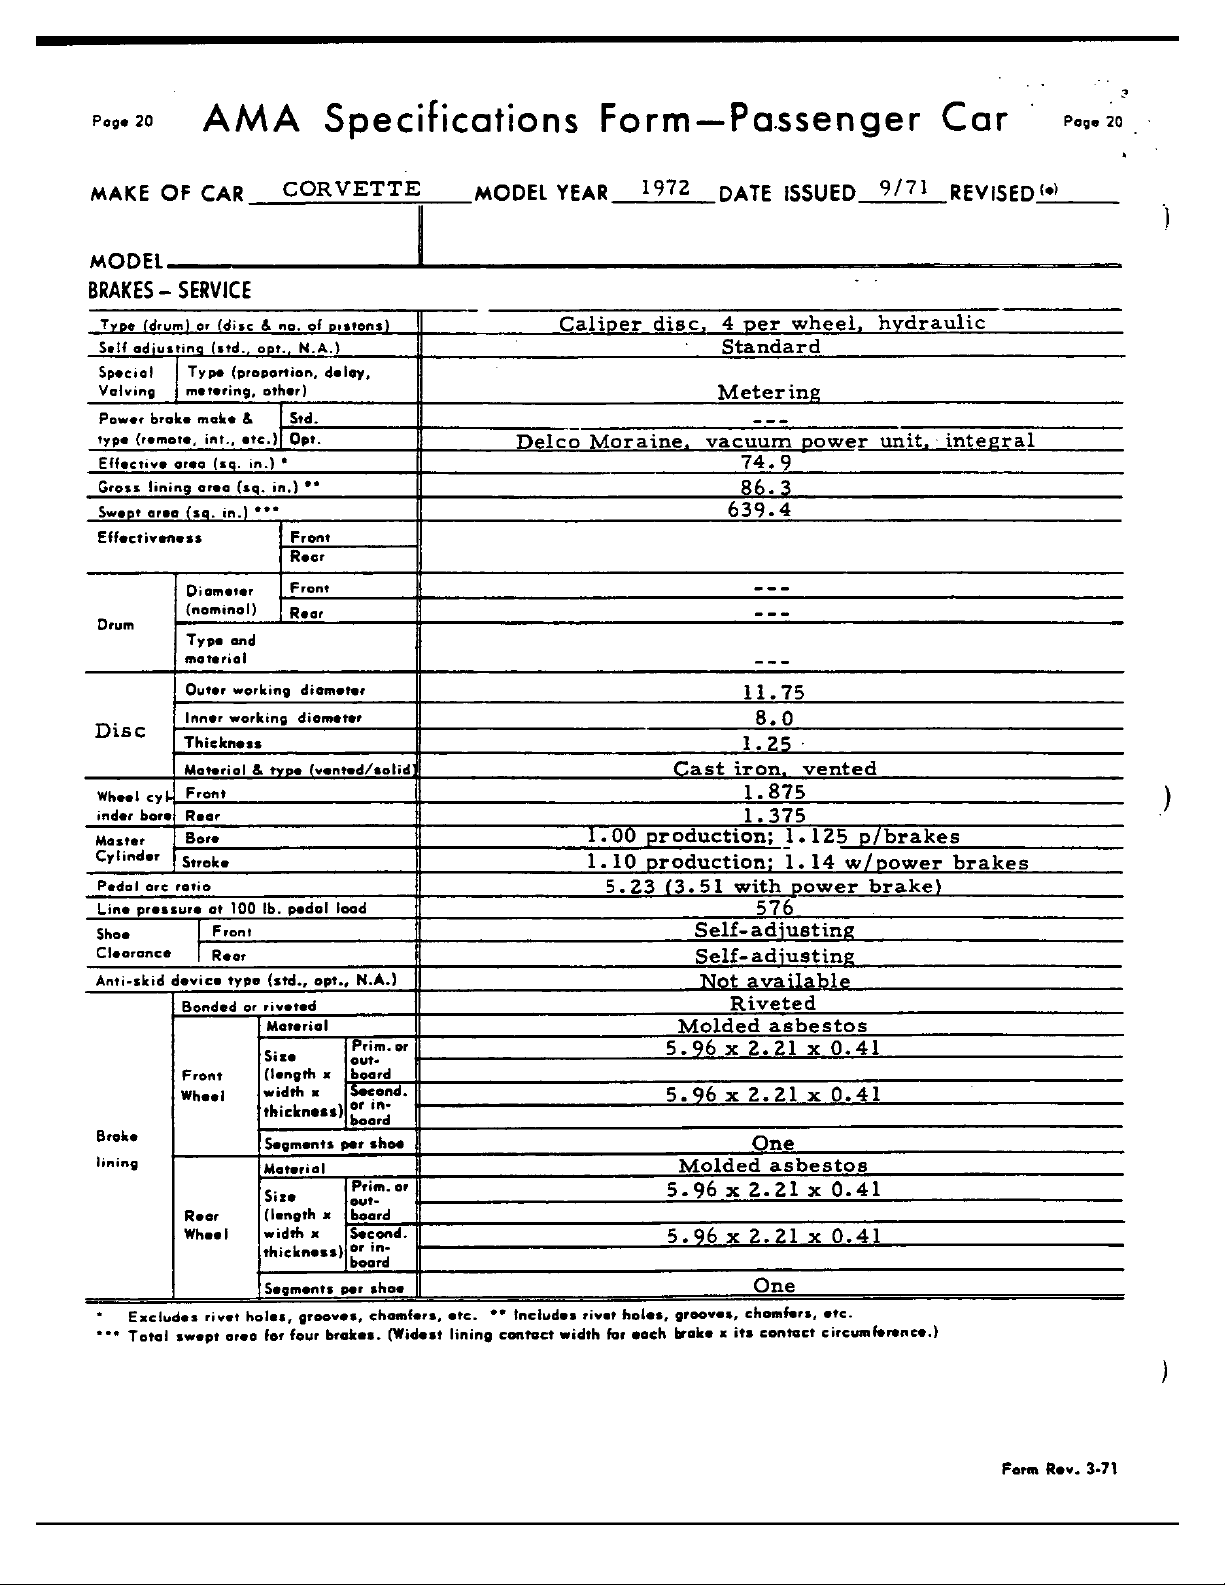 Page 20 AMA Specifications Form—Passenger Car Page 20
MAKE OF CAR CORVETTE MODEL YEAR 1972 DATE ISSUED 9/71 REVISED (•)
MODEL
BRAKES – SERVICE
Type (drum) or (disc & no. of pistons) Caliper disc, 4 per wheel, hydraulic
Self adjusting (std., opt., N.A.) Standard
Special Type (proportion, delay,
Valving metering, other) Metering
Power brake make & Std. ---
type (remote, int., etc.) Opt. Delco Moraine, vacuum power unit, integral
Effective area (sq. in.) * 74.9
Gross lining area (sq. in.) ** 86.3
Swept area (sq. in.) *** 639.4
Effectiveness Front
Rear
Diameter Front ---
(nominal) Rear ---
Drum
Type and
material ---
Outer working diameter 11.75
Inner working diameter 8.0
Disc
Thickness 1.25
Material & type (vented/solid) Cast iron, vented
Wheel cyl- Front 1.875
inder bore Rear 1.375
Master Bore 1.00 production; 1.125 p/brakes
Cylinder Stroke 1.10 production; 1.14 w/power brakes
Pedal arc ratio 5.23 (3.51 with power brake)
Line pressure at 100 lb. pedal load 576
Shoe Front Self-adjusting
Clearance Rear Self-adjusting
Anti-skid device type (std., opt., N.A.) Not available
Bonded or riveted Riveted
Material Molded asbestos
Size Prim. or 5.96 x 2.21 x 0.41
out-
Front (length x board
Wheel width x Second. 5.96 x 2.21 x 0.41
thickness) or in-
board
Brake Segments per shoe One
lining Material Molded asbestos
Size Prim. or 5.96 x 2.21 x 0.41
out-
Rear (length x board
Wheel width x Second. 5.96 x 2.21 x 0.41
thickness) or in-
board
Segments per shoe One
* Excludes rivet holes, grooves, chamfers, etc. ** Includes rivet holes, grooves, chamfers, etc.
*** Total swept area for four brakes. (Widest lining contact width for each brake x its contact circumference.)
Form Rev. 3-71